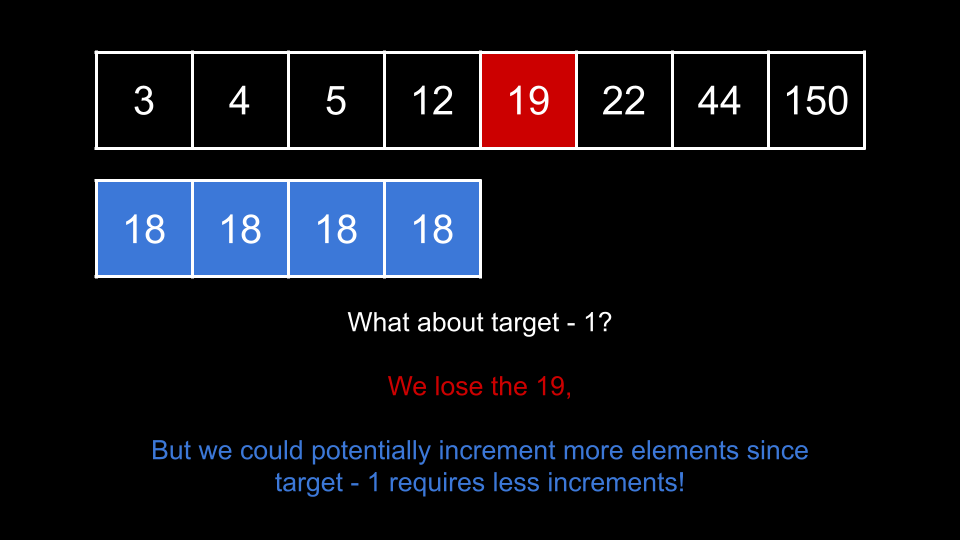 3 4 5 12 19 22 44 150
18 18 18 18
What about target - 1?
We lose the 19,
But we could potentially increment more elements since
target - 1 requires less increments!